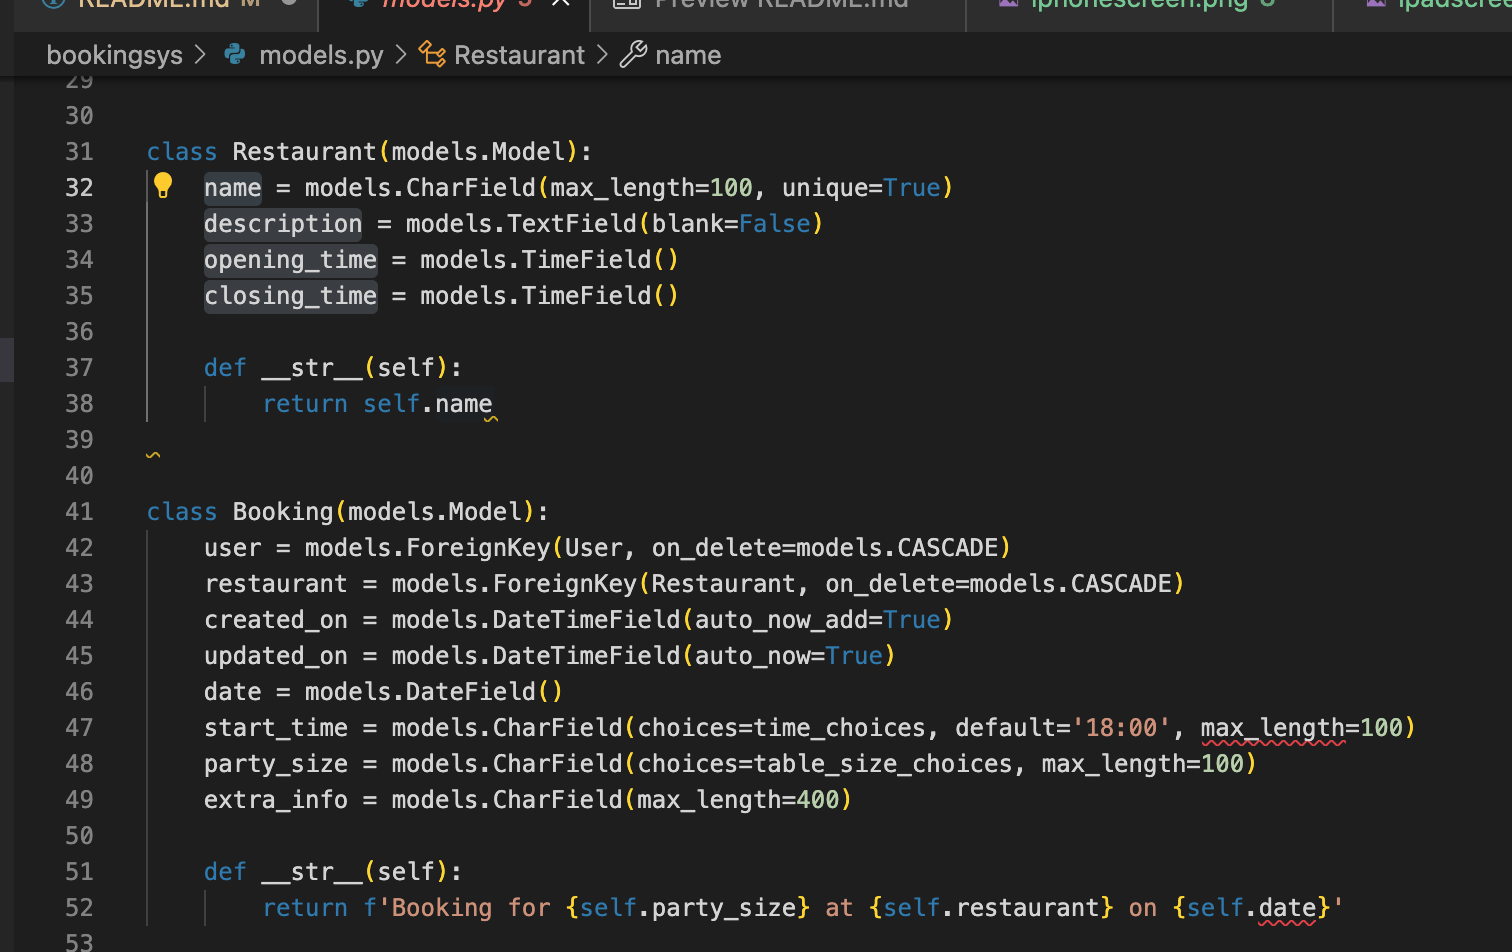 README.md M models.py 5 Preview README.md iphonescreen.png U ipadscree
bookingsys > models.py > Restaurant > name
29
30
31 class Restaurant(models.Model):
32 name = models.CharField(max_length=100, unique=True)
33 description = models.TextField(blank=False)
34 opening_time = models.TimeField()
35 closing_time = models.TimeField()
36
37 def __str__(self):
38 return self.name
39
40
41 class Booking(models.Model):
42 user = models.ForeignKey(User, on_delete=models.CASCADE)
43 restaurant = models.ForeignKey(Restaurant, on_delete=models.CASCADE)
44 created_on = models.DateTimeField(auto_now_add=True)
45 updated_on = models.DateTimeField(auto_now=True)
46 date = models.DateField()
47 start_time = models.CharField(choices=time_choices, default='18:00', max_length=100)
48 party_size = models.CharField(choices=table_size_choices, max_length=100)
49 extra_info = models.CharField(max_length=400)
50
51 def __str__(self):
52 return f'Booking for {self.party_size} at {self.restaurant} on {self.date}'
53